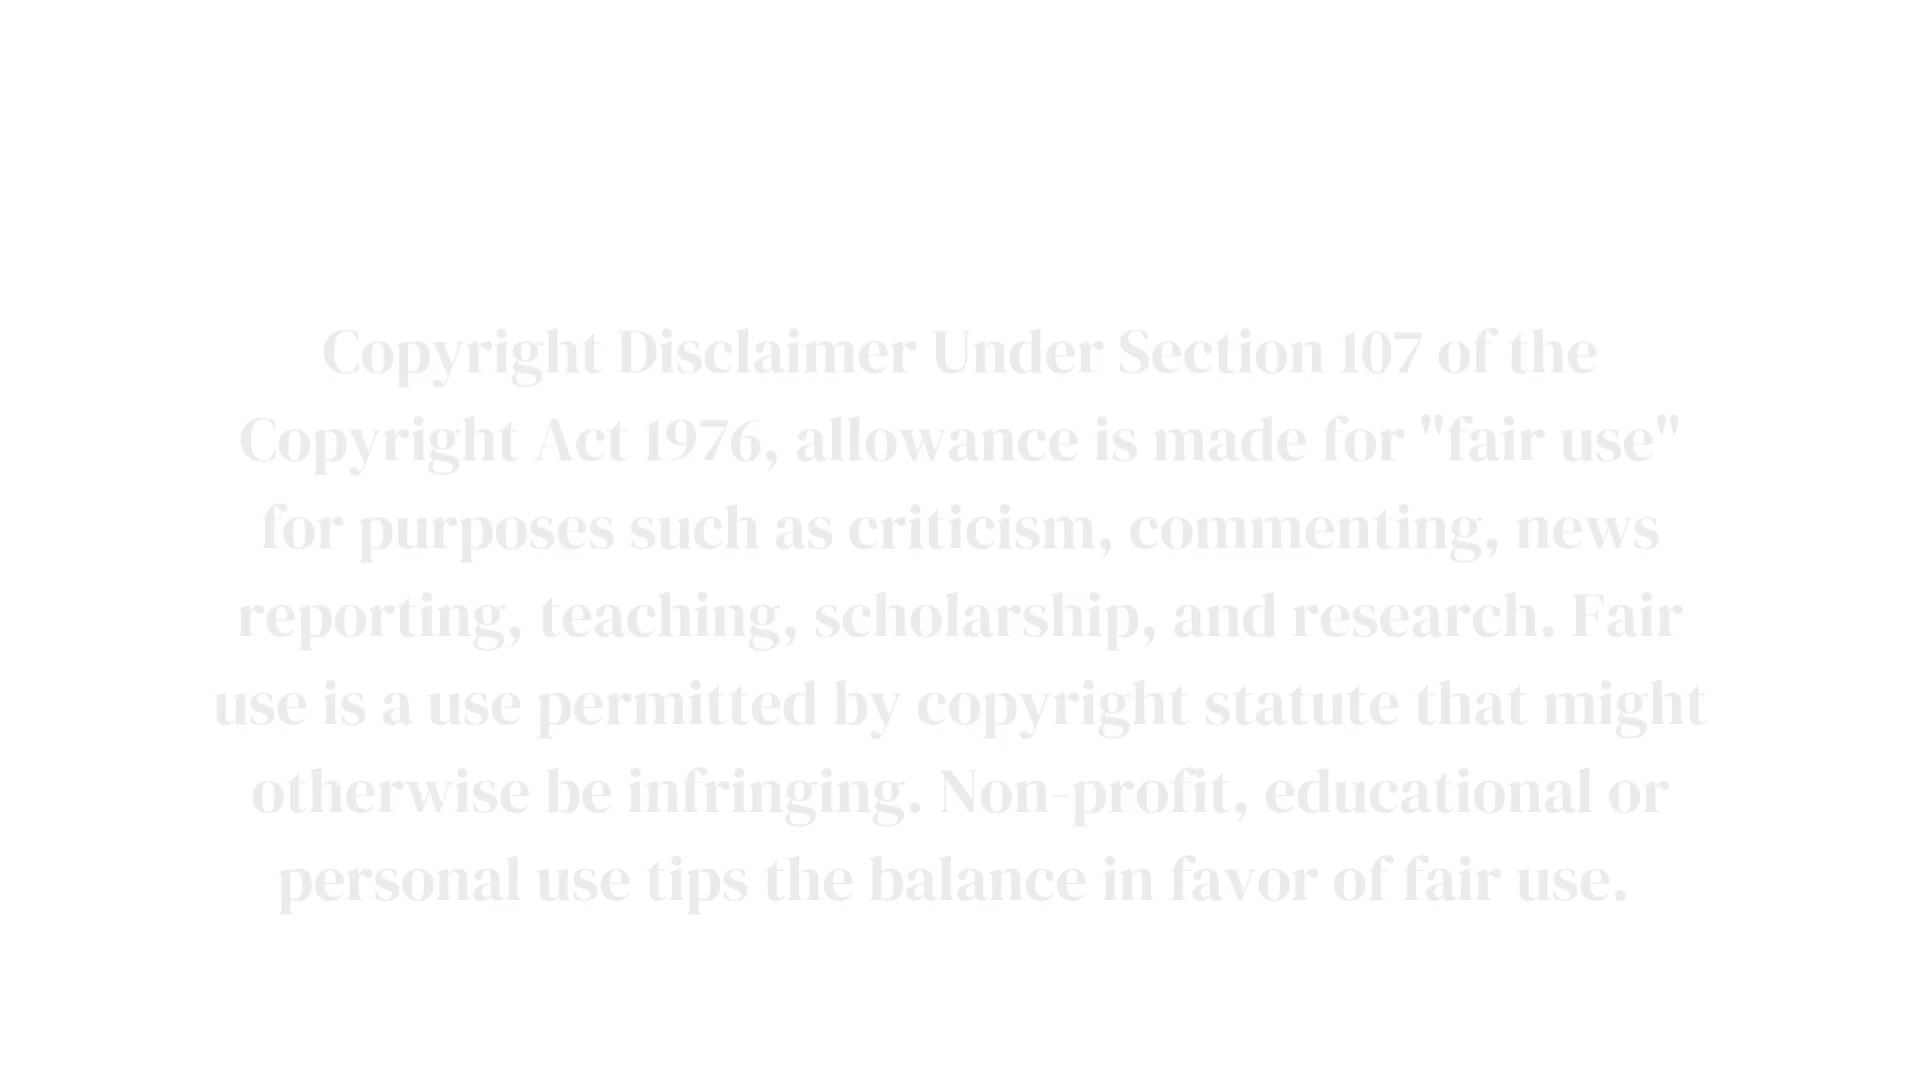 Copyright Disclaimer Under Section 107 of the
Copyright Act 1976, allowance is made for "fair use"
for purposes such as criticism, commenting, news
reporting, teaching, scholarship, and research. Fair
use is a use permitted by copyright statute that might
otherwise be infringing. Non-profit, educational or
personal use tips the balance in favor of fair use.